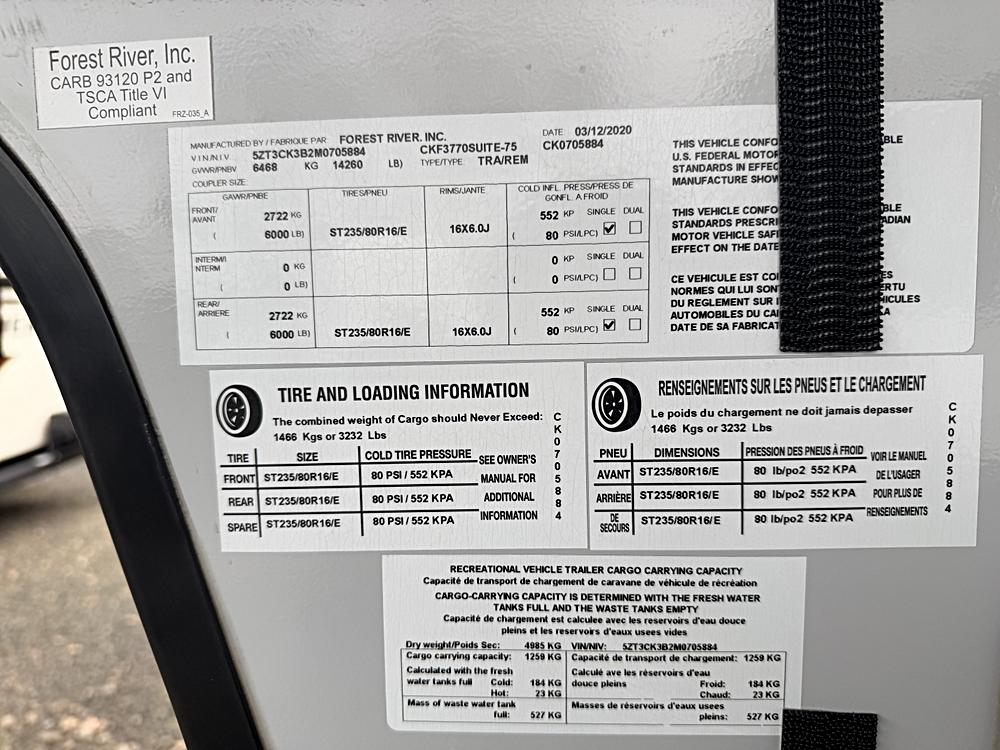 Forest River, Inc.
CARB 93120 P2 and
TSCA Title VI
Compliant
FRZ-035_A
MANUFACTURED BY / FABRIQUE PAR FOREST RIVER, INC. DATE 03/12/2020
V.I.N/N.I.V. 5ZT3CK3B2M0705884 CKF3770SUITE-75 CK0705884
GVWR/PNBV 6468 KG 14260 LB) TYPE/TYPE TRA/REM
COUPLER SIZE:
GAWR/PNBE TIRES/PNEU RIMS/JANTE COLD INFL. PRESS/PRESS DE
GONFL. A.FROID
FRONT/
AVANT 2722 KG 552 KP SINGLE DUAL
( 6000 LB) ST235/80R16/E 16X6.0J ( 80 PSI/LPC)
INTERM/I
NTERM 0 KG 0 KP SINGLE DUAL
( 0 LB) ( 0 PSI/LPC)
REAR/
ARRIERE 2722 KG 552 KP SINGLE DUAL
( 6000 LB) ST235/80R16/E 16X6.0J ( 80 PSI/LPC)
THIS VEHICLE CONFO BLE
U.S. FEDERAL MOTOR
STANDARDS IN EFFEC
MANUFACTURE SHOW
THIS VEHICLE CONFO BLE
STANDARDS PRESCRI ADIAN
MOTOR VEHICLE SAF
EFFECT ON THE DATE
CE VEHICULE EST CO ES
NORMES QUI LUI SONT ERTU
DU REGLEMENT SUR HICULES
AUTOMOBILES DU CA KA
DATE DE SA FABRICAT
TIRE AND LOADING INFORMATION
The combined weight of Cargo should Never Exceed:
1466 Kgs or 3232 Lbs
TIRE SIZE COLD TIRE PRESSURE SEE OWNER'S
FRONT ST235/80R16/E 80 PSI / 552 KPA MANUAL FOR
REAR ST235/80R16/E 80 PSI / 552 KPA ADDITIONAL
SPARE ST235/80R16/E 80 PSI / 552 KPA INFORMATION
CK0705884
RENSEIGNEMENTS SUR LES PNEUS ET LE CHARGEMENT
Le poids du chargement ne doit jamais depasser
1466 Kgs or 3232 Lbs
PNEU DIMENSIONS PRESSION DES PNEUS À FROID VOIR LE MANUEL
AVANT ST235/80R16/E 80 lb/po2 552 KPA DE L'USAGER
ARRIÈRE ST235/80R16/E 80 lb/po2 552 KPA POUR PLUS DE
DE
SECOURS ST235/80R16/E 80 lb/po2 552 KPA RENSEIGNEMENTS
CK0705884
RECREATIONAL VEHICLE TRAILER CARGO CARRYING CAPACITY
Capacité de transport de chargement de caravane de véhicule de récréation
CARGO-CARRYING CAPACITY IS DETERMINED WITH THE FRESH WATER
TANKS FULL AND THE WASTE TANKS EMPTY
Capacité de chargement est calculee avec les reservoirs d'eau douce
pleins et les reservoirs d'eaux usees vides
Dry weight/Poids Sec: 4985 KG VIN/NIV: 5ZT3CK3B2M0705884
Cargo carrying capacity: 1259 KG Capacité de transport de chargement: 1259 KG
Calculated with the fresh Calculé ave les réservoirs d'eau
water tanks full Cold: 184 KG douce pleins Froid: 184 KG
Hot: 23 KG Chaud: 23 KG
Mass of waste water tank Masses de réservoirs d'eaux usees
full: 527 KG pleins: 527 KG